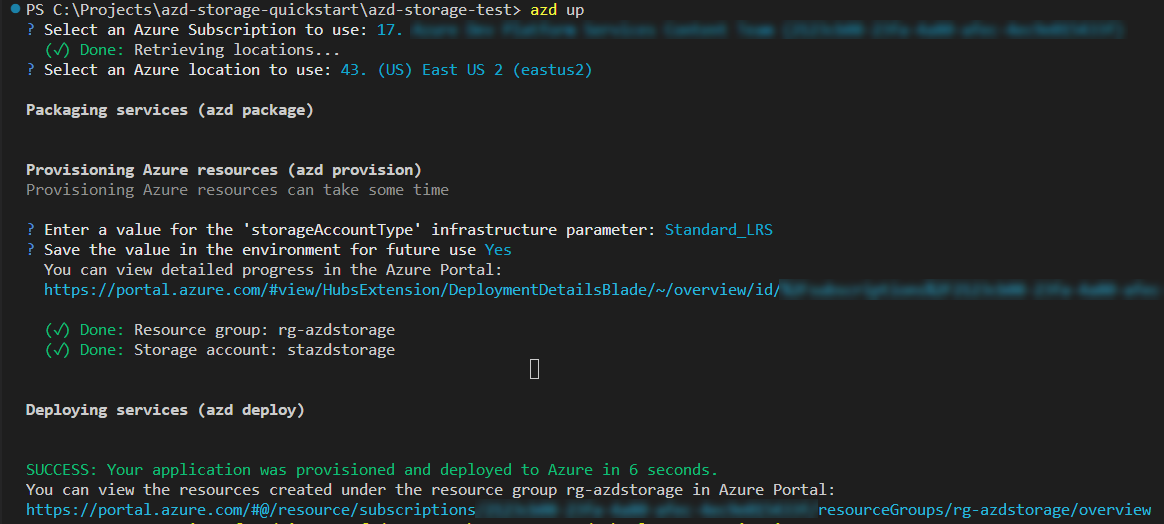 PS C:\Projects\azd-storage-quickstart\azd-storage-test> azd up
? Select an Azure Subscription to use: 17.
(✓) Done: Retrieving locations...
? Select an Azure location to use: 43. (US) East US 2 (eastus2)
Packaging services (azd package)
Provisioning Azure resources (azd provision)
Provisioning Azure resources can take some time
? Enter a value for the 'storageAccountType' infrastructure parameter: Standard_LRS
? Save the value in the environment for future use Yes
You can view detailed progress in the Azure Portal:
https://portal.azure.com/#view/HubsExtension/DeploymentDetailsBlade/~/overview/id/
(✓) Done: Resource group: rg-azdstorage
(✓) Done: Storage account: stazdstorage
Deploying services (azd deploy)
SUCCESS: Your application was provisioned and deployed to Azure in 6 seconds.
You can view the resources created under the resource group rg-azdstorage in Azure Portal:
https://portal.azure.com/#@/resource/subscriptions resourceGroups/rg-azdstorage/overview